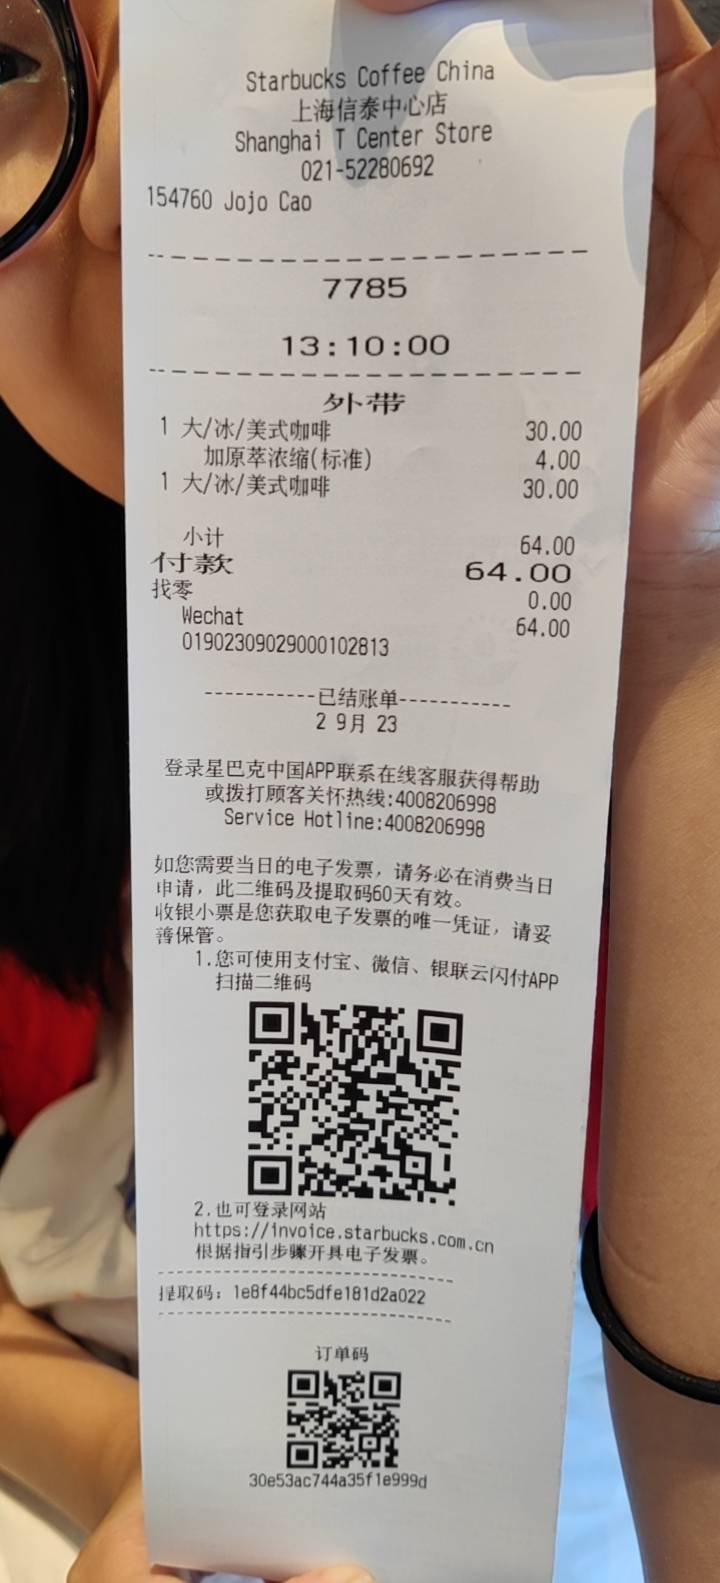 Starbucks Coffee China
上海信泰中心店
Shanghai T Center Store
021-52280692
154760 Jojo Cao
7785
13:10:00
外带
1 大/冰/美式咖啡 30.00
加原萃浓缩(标准) 4.00
1 大/冰/美式咖啡 30.00
小计 64.00
付款 64.00
找零 0.00
Wechat 64.00
01902309029000102813
-----------已结账单-----------
2 9月 23
登录星巴克中国APP联系在线客服获得帮助
或拨打顾客关怀热线:4008206998
Service Hotline:4008206998
如您需要当日的电子发票，请务必在消费当日
申请，此二维码及提取码60天有效。
收银小票是您获取电子发票的唯一凭证，请妥
善保管。
1.您可使用支付宝、微信、银联云闪付APP
扫描二维码
2.也可登录网站
https://invoice.starbucks.com.cn
根据指引步骤开具电子发票。
提取码：1e8f44bc5dfe181d2a022
订单码
30e53ac744a35f1e999d